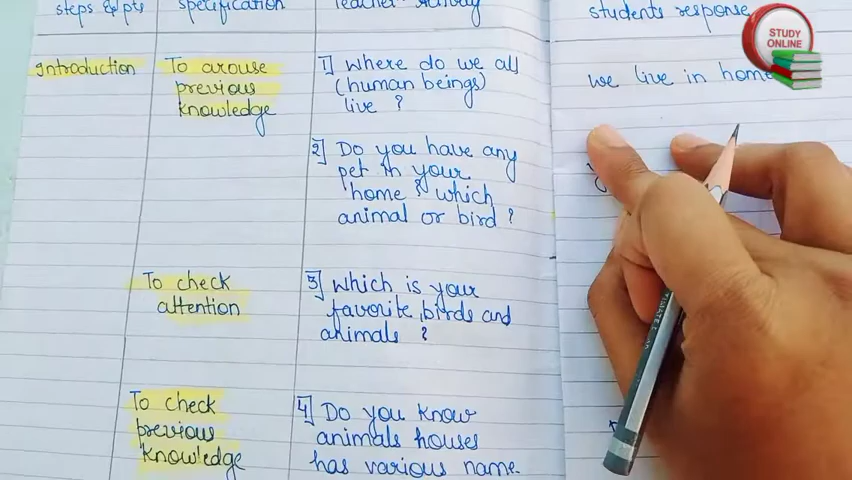 steps & pts
specification
Teacher Activity
students response
Introduction
To arouse
previous
knowledge
1] Where do we all
(human beings)
live ?
we live in home
2] Do you have any
pet in your
home ? which
animal or bird ?
To check
attention
3] Which is your
favorite birds and
animals ?
To check
previous
knowledge
4] Do you know
animals houses
has various name.
STUDY
ONLINE